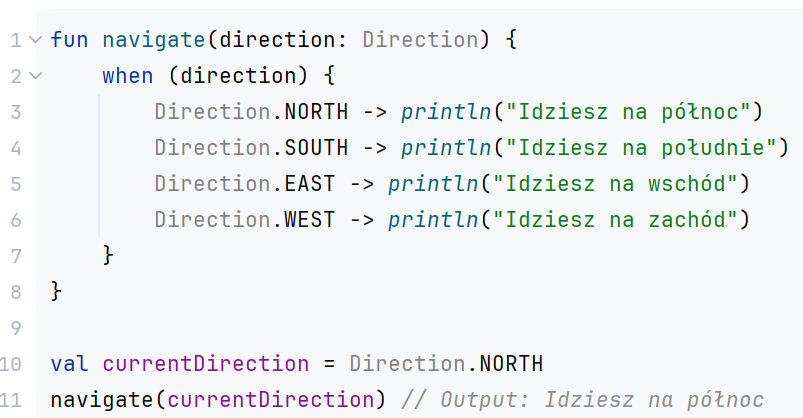 1 fun navigate(direction: Direction) {
2     when (direction) {
3         Direction.NORTH -> println("Idziesz na północ")
4         Direction.SOUTH -> println("Idziesz na południe")
5         Direction.EAST -> println("Idziesz na wschód")
6         Direction.WEST -> println("Idziesz na zachód")
7     }
8 }
9
10 val currentDirection = Direction.NORTH
11 navigate(currentDirection) // Output: Idziesz na północ